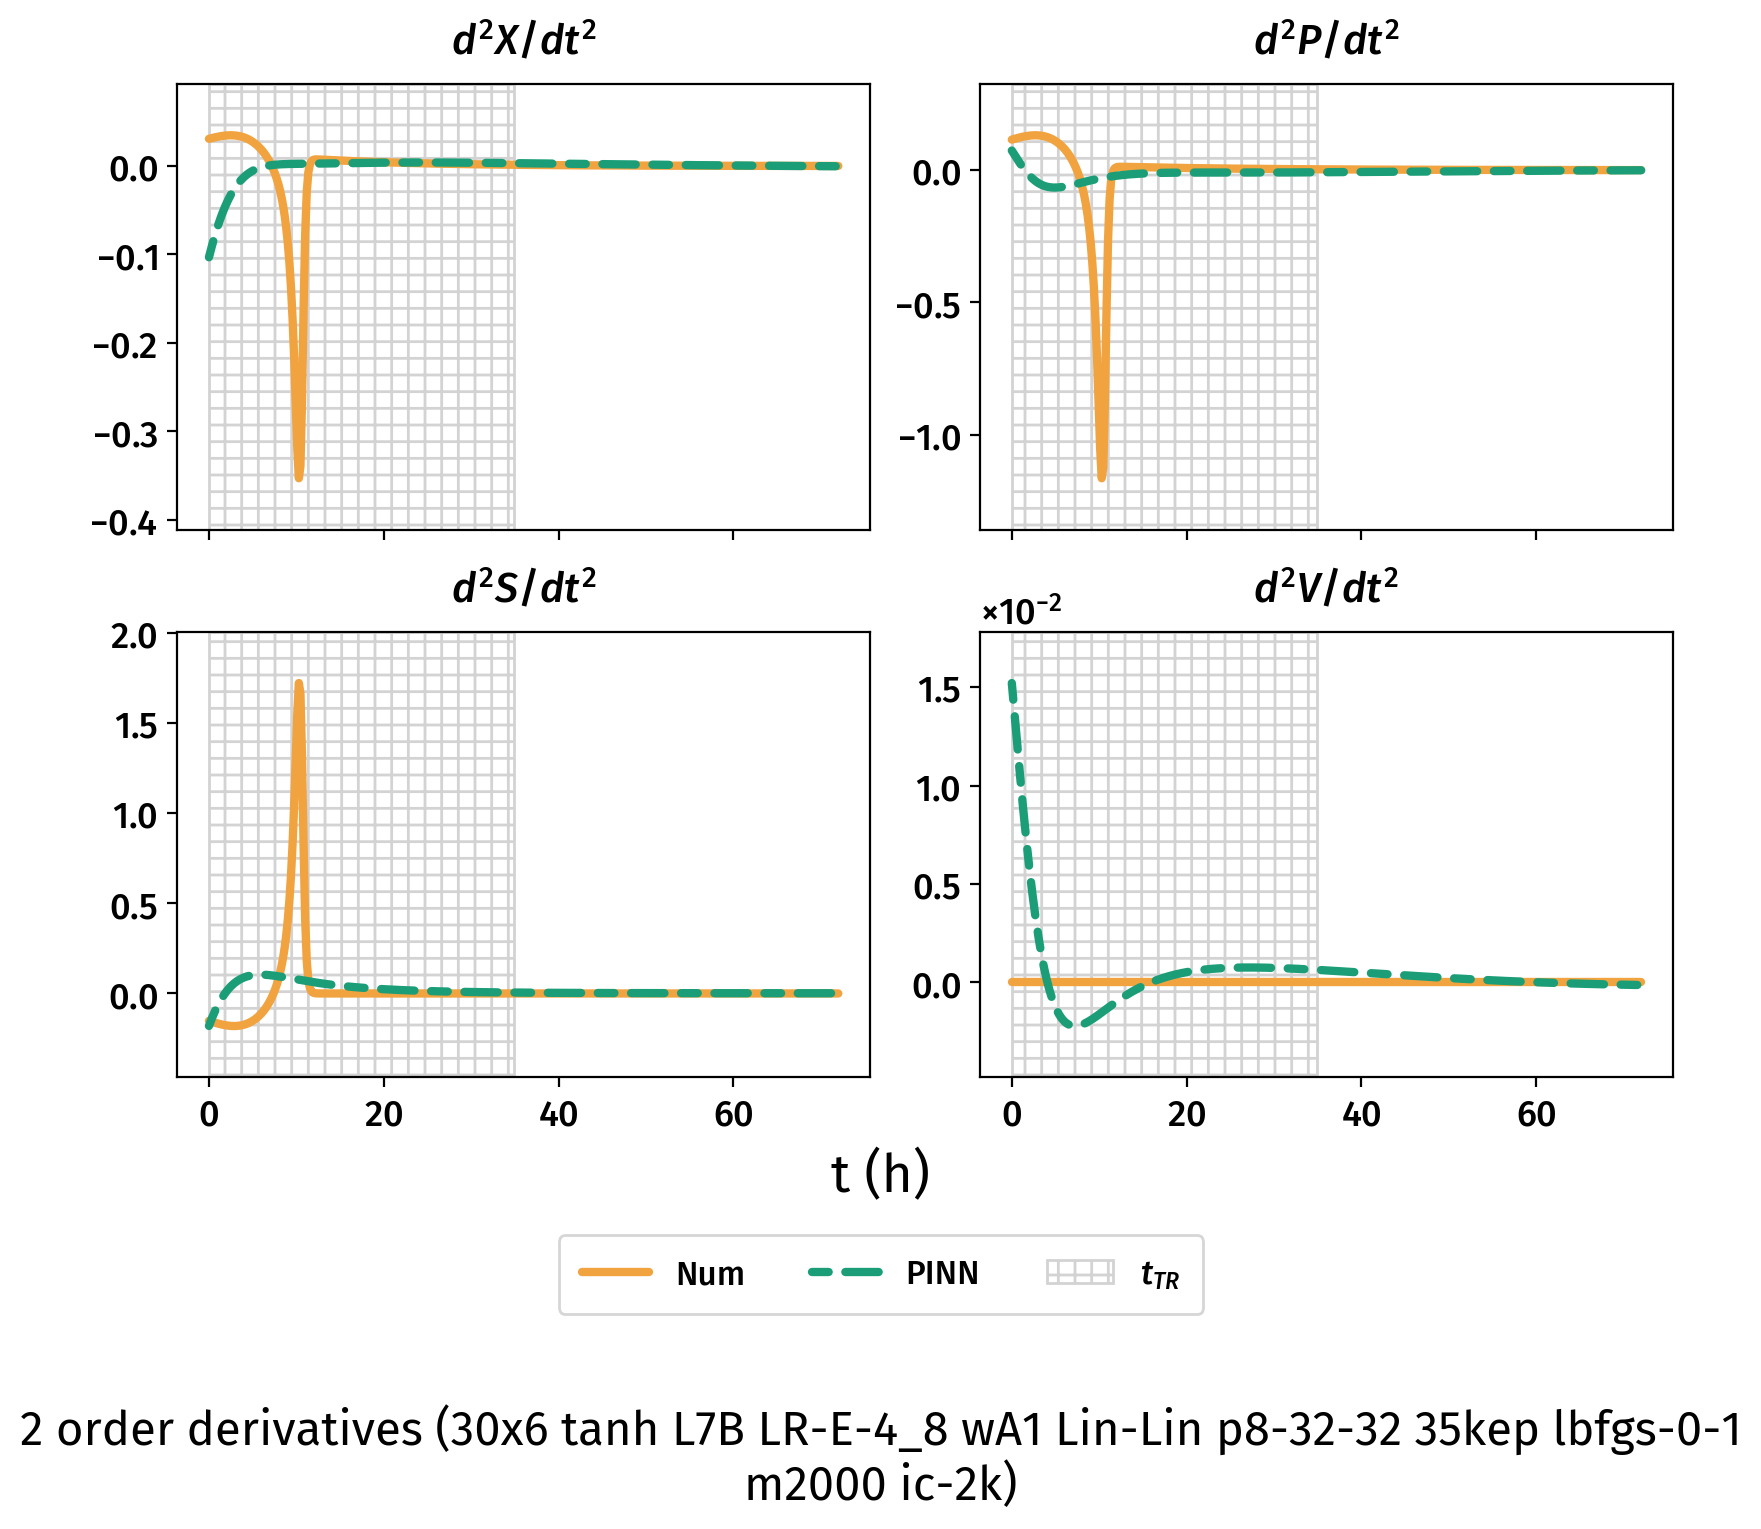 d²X/dt²
d²P/dt²
0.0
−0.1
−0.2
−0.3
−0.4
0.0
−0.5
−1.0
d²S/dt²
d²V/dt²
×10⁻²
2.0
1.5
1.0
0.5
0.0
1.5
1.0
0.5
0.0
0 20 40 60
0 20 40 60
t (h)
Num PINN t_TR
2 order derivatives (30x6 tanh L7B LR-E-4_8 wA1 Lin-Lin p8-32-32 35kep lbfgs-0-1
m2000 ic-2k)